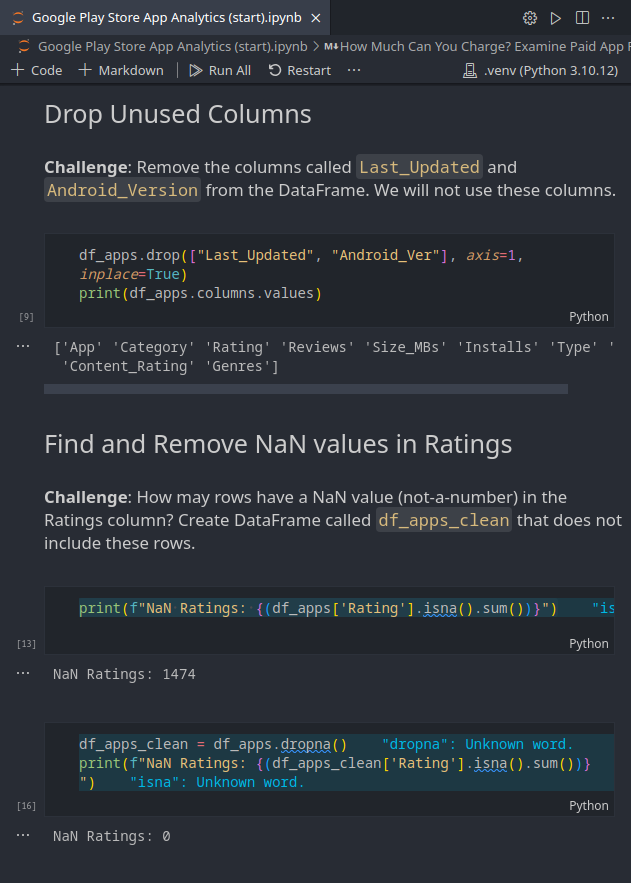 Google Play Store App Analytics (start).ipynb
Google Play Store App Analytics (start).ipynb > M↓How Much Can You Charge? Examine Paid App
+ Code + Markdown | Run All Restart ··· .venv (Python 3.10.12)
Drop Unused Columns
Challenge: Remove the columns called Last_Updated and
Android_Version from the DataFrame. We will not use these columns.
df_apps.drop(["Last_Updated", "Android_Ver"], axis=1,
inplace=True)
print(df_apps.columns.values)
[9]
Python
··· ['App' 'Category' 'Rating' 'Reviews' 'Size_MBs' 'Installs' 'Type' '
'Content_Rating' 'Genres']
Find and Remove NaN values in Ratings
Challenge: How may rows have a NaN value (not-a-number) in the
Ratings column? Create DataFrame called df_apps_clean that does not
include these rows.
print(f"NaN Ratings: {(df_apps['Rating'].isna().sum())}") "is
[13]
Python
··· NaN Ratings: 1474
df_apps_clean = df_apps.dropna() "dropna": Unknown word.
print(f"NaN Ratings: {(df_apps_clean['Rating'].isna().sum())}
") "isna": Unknown word.
[16]
Python
··· NaN Ratings: 0